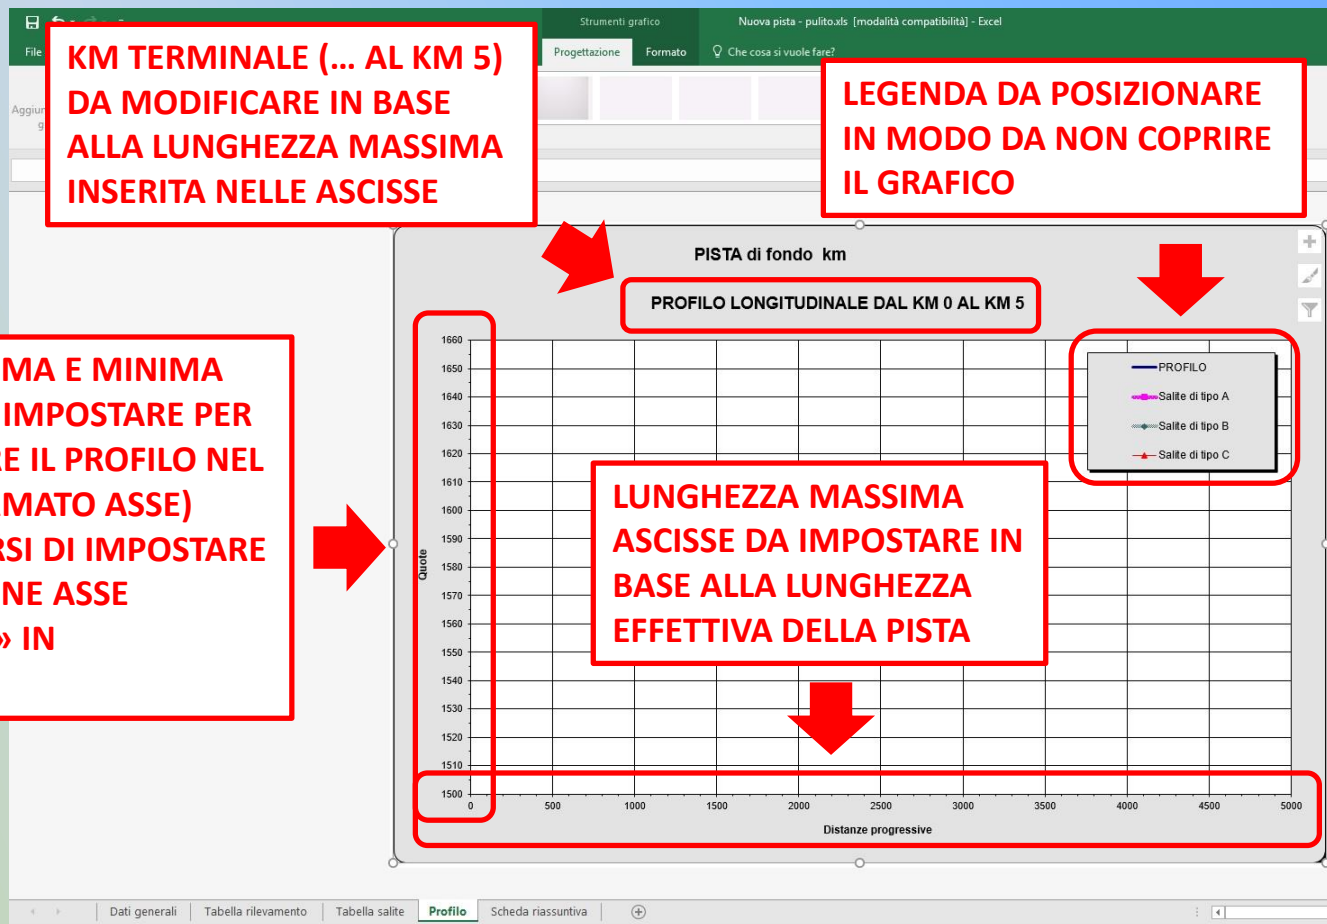 Strumenti grafico
Nuova pista - pulito.xls [modalità compatibilità] - Excel
File
Progettazione
Formato
Che cosa si vuole fare?
KM TERMINALE (... AL KM 5)
DA MODIFICARE IN BASE
ALLA LUNGHEZZA MASSIMA
INSERITA NELLE ASCISSE
LEGENDA DA POSIZIONARE
IN MODO DA NON COPRIRE
IL GRAFICO
PISTA di fondo km
PROFILO LONGITUDINALE DAL KM 0 AL KM 5
MA E MINIMA
IMPOSTARE PER
RE IL PROFILO NEL
MATO ASSE)
RSI DI IMPOSTARE
NE ASSE
» IN
PROFILO
Salite di tipo A
Salite di tipo B
Salite di tipo C
LUNGHEZZA MASSIMA
ASCISSE DA IMPOSTARE IN
BASE ALLA LUNGHEZZA
EFFETTIVA DELLA PISTA
Quote
1660
1650
1640
1630
1620
1610
1600
1590
1580
1570
1560
1550
1540
1530
1520
1510
1500
0 500 1000 1500 2000 2500 3000 3500 4000 4500 5000
Distanze progressive
Dati generali Tabella rilevamento Tabella salite Profilo Scheda riassuntiva